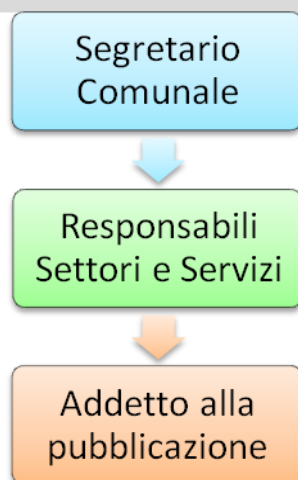 Segretario
Comunale
Responsabili
Settori e Servizi
Addetto alla
pubblicazione